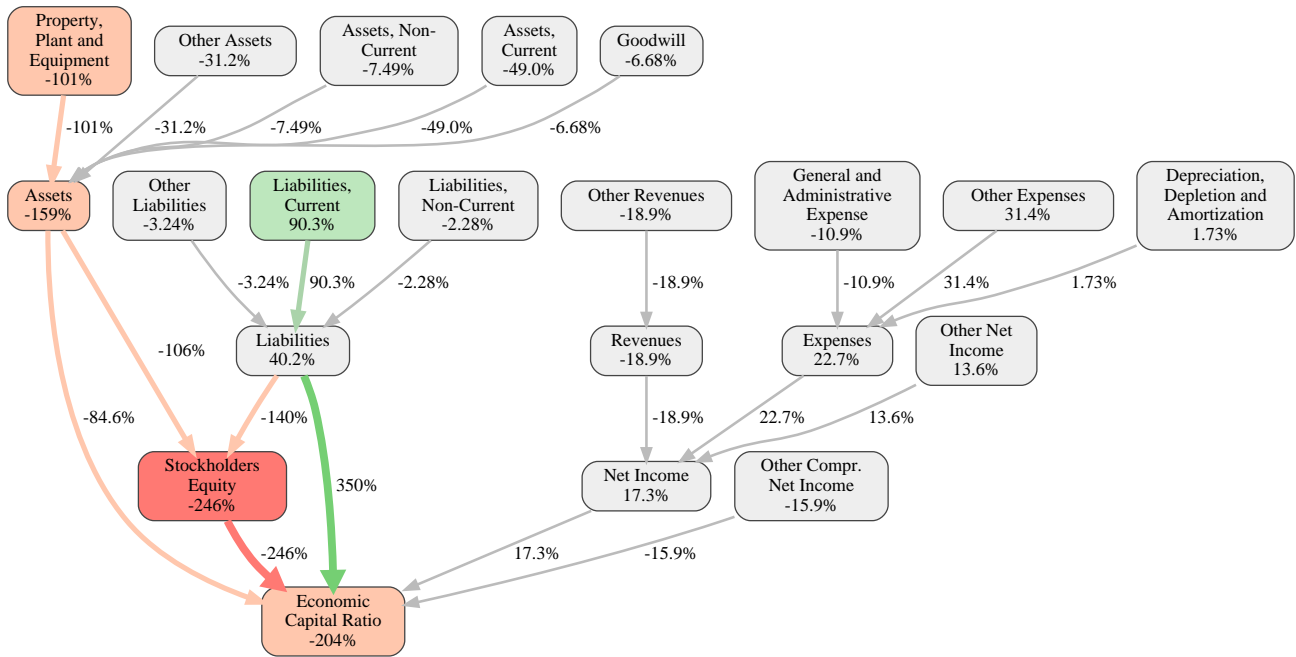 Property,
Plant and
Equipment
-101%
Other Assets
-31.2%
Assets, Non-
Current
-7.49%
Assets,
Current
-49.0%
Goodwill
-6.68%
-101%
-31.2%
-7.49%
-49.0%
-6.68%
Assets
-159%
Other
Liabilities
-3.24%
Liabilities,
Current
90.3%
Liabilities,
Non-Current
-2.28%
Other Revenues
-18.9%
General and
Administrative
Expense
-10.9%
Other Expenses
31.4%
Depreciation,
Depletion and
Amortization
1.73%
-3.24%
90.3%
-2.28%
-18.9%
-10.9%
31.4%
1.73%
Liabilities
40.2%
Revenues
-18.9%
Expenses
22.7%
Other Net
Income
13.6%
-106%
-84.6%
-140%
-18.9%
22.7%
13.6%
Stockholders
Equity
-246%
350%
Net Income
17.3%
Other Compr.
Net Income
-15.9%
-246%
17.3%
-15.9%
Economic
Capital Ratio
-204%